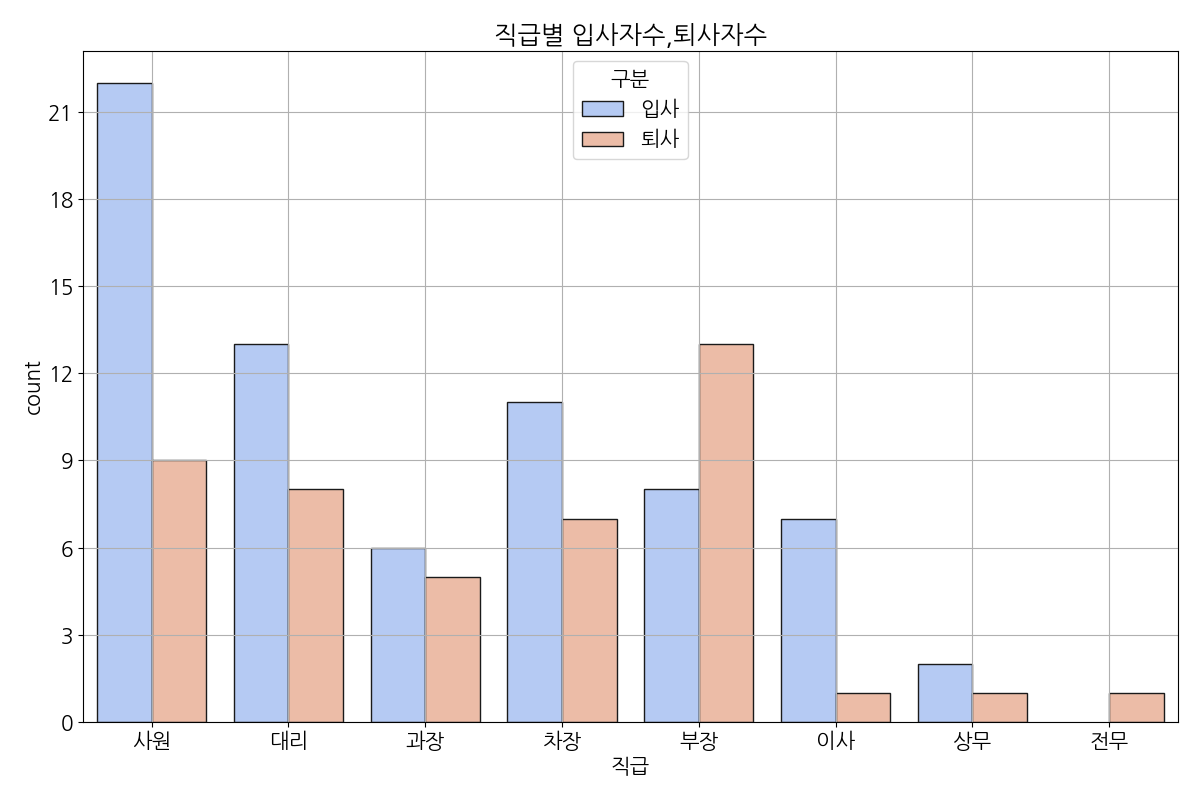 직급별 입사자수,퇴사자수
구분
입사
퇴사
count
21
18
15
12
9
6
3
0
사원 대리 과장 차장 부장 이사 상무 전무
직급